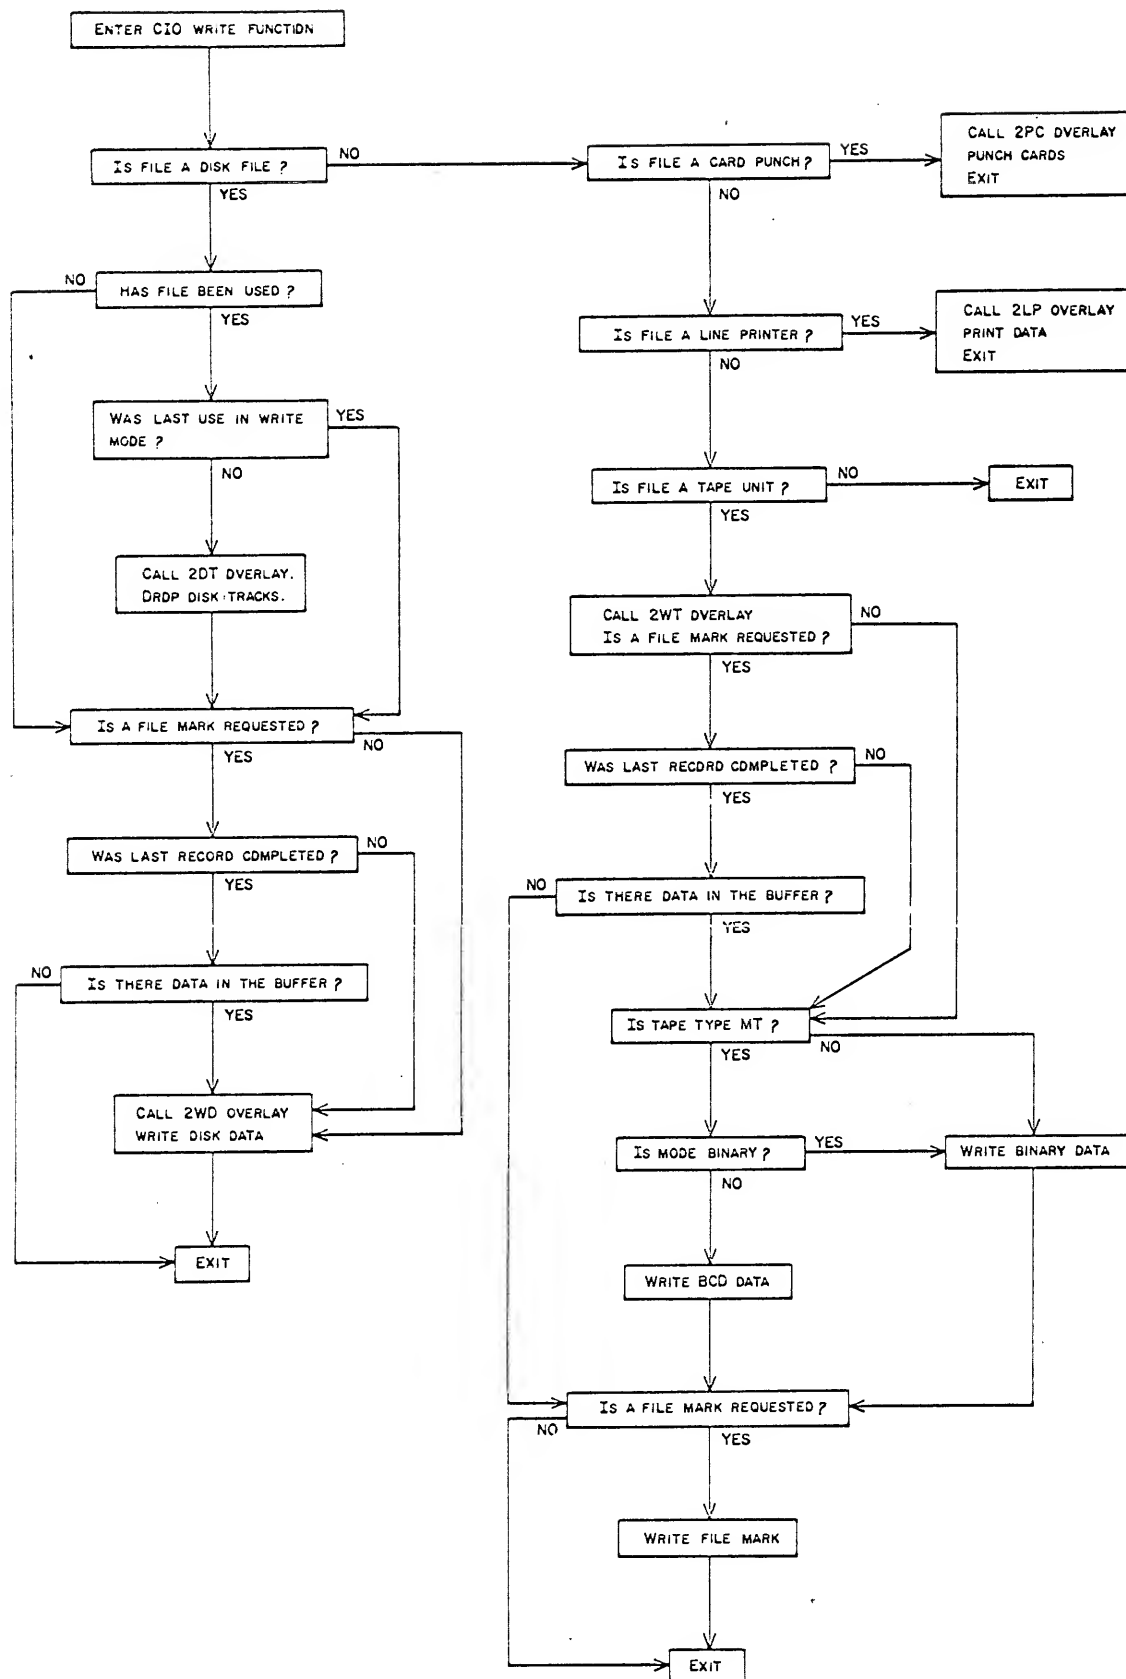 ENTER CIO WRITE FUNCTION
IS FILE A DISK FILE ?
NO
YES
IS FILE A CARD PUNCH ?
YES
NO
CALL 2PC OVERLAY
PUNCH CARDS
EXIT
NO
HAS FILE BEEN USED ?
YES
IS FILE A LINE PRINTER ?
YES
NO
CALL 2LP OVERLAY
PRINT DATA
EXIT
WAS LAST USE IN WRITE
MODE ?
YES
NO
IS FILE A TAPE UNIT ?
NO
YES
EXIT
CALL 2DT OVERLAY.
DROP DISK TRACKS.
CALL 2WT OVERLAY
IS A FILE MARK REQUESTED ?
NO
YES
IS A FILE MARK REQUESTED ?
YES
NO
WAS LAST RECORD COMPLETED ?
NO
YES
WAS LAST RECORD COMPLETED ?
NO
YES
NO
IS THERE DATA IN THE BUFFER ?
YES
NO
IS THERE DATA IN THE BUFFER ?
YES
IS TAPE TYPE MT ?
YES
NO
CALL 2WD OVERLAY
WRITE DISK DATA
IS MODE BINARY ?
YES
NO
WRITE BINARY DATA
EXIT
WRITE BCD DATA
IS A FILE MARK REQUESTED ?
NO
YES
WRITE FILE MARK
EXIT